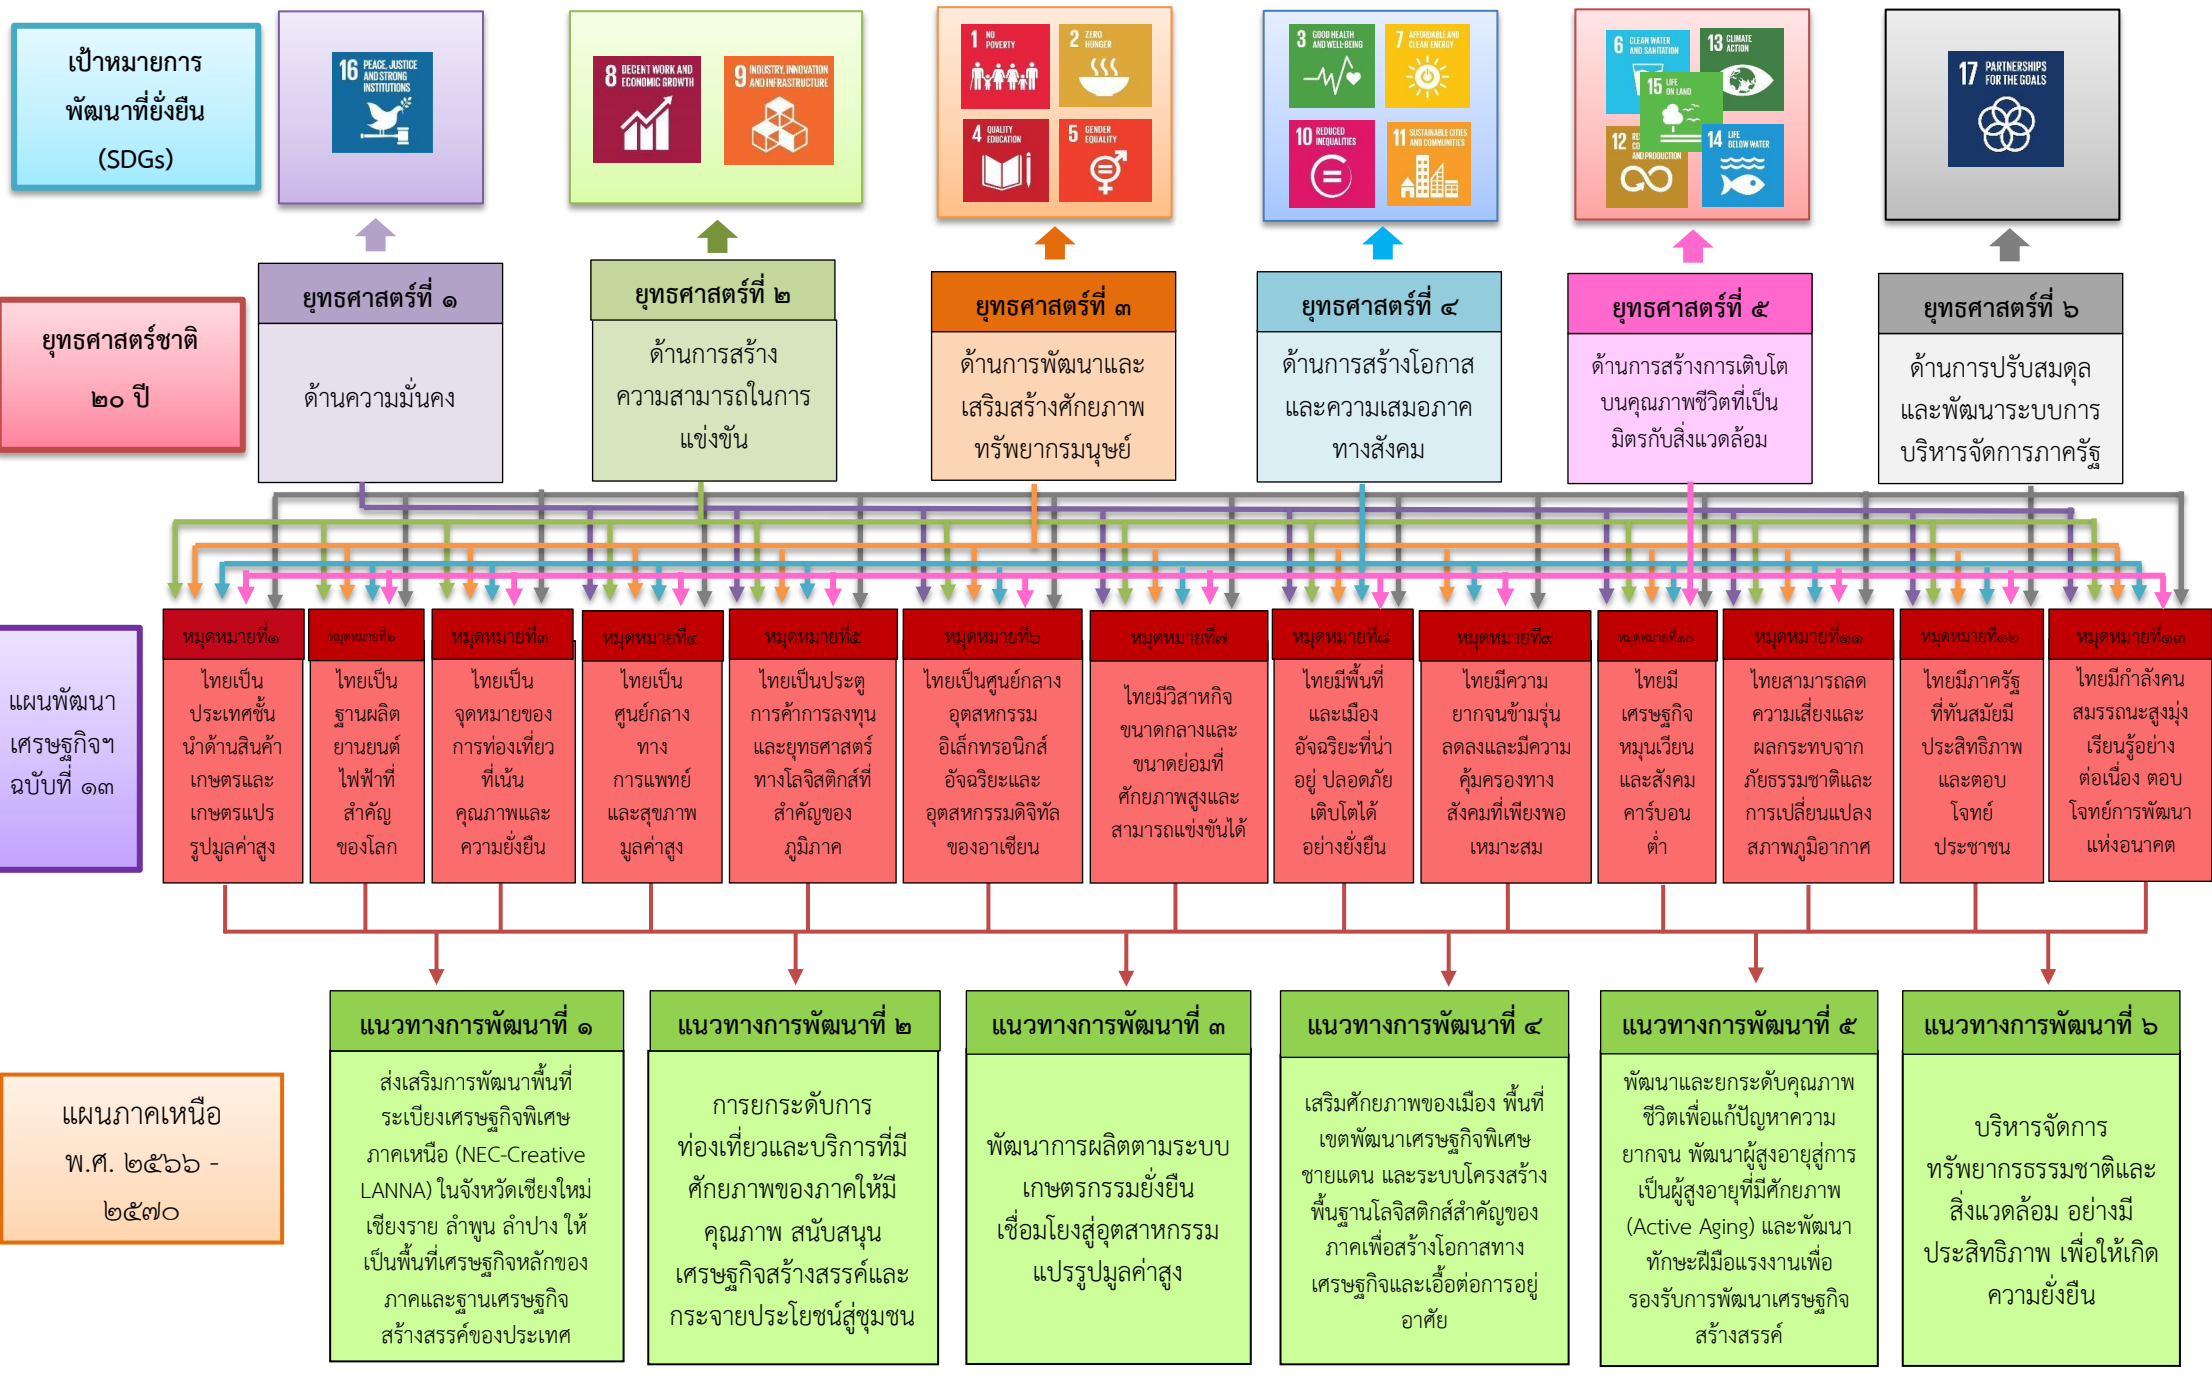 เป้าหมายการ
พัฒนาที่ยั่งยืน
(SDGs)
16 PEACE, JUSTICE
AND STRONG
INSTITUTIONS
8 DECENT WORK AND
ECONOMIC GROWTH
9 INDUSTRY, INNOVATION
AND INFRASTRUCTURE
1 NO
POVERTY
2 ZERO
HUNGER
4 QUALITY
EDUCATION
5 GENDER
EQUALITY
3 GOOD HEALTH
AND WELL-BEING
7 AFFORDABLE AND
CLEAN ENERGY
10 REDUCED
INEQUALITIES
11 SUSTAINABLE CITIES
AND COMMUNITIES
6 CLEAN WATER
AND SANITATION
13 CLIMATE
ACTION
15 LIFE
ON LAND
12
AND PRODUCTION
14 LIFE
BELOW WATER
17 PARTNERSHIPS
FOR THE GOALS
ยุทธศาสตร์ชาติ
๒๐ ปี
ยุทธศาสตร์ที่ ๑
ด้านความมั่นคง
ยุทธศาสตร์ที่ ๒
ด้านการสร้าง
ความสามารถในการ
แข่งขัน
ยุทธศาสตร์ที่ ๓
ด้านการพัฒนาและ
เสริมสร้างศักยภาพ
ทรัพยากรมนุษย์
ยุทธศาสตร์ที่ ๔
ด้านการสร้างโอกาส
และความเสมอภาค
ทางสังคม
ยุทธศาสตร์ที่ ๕
ด้านการสร้างการเติบโต
บนคุณภาพชีวิตที่เป็น
มิตรกับสิ่งแวดล้อม
ยุทธศาสตร์ที่ ๖
ด้านการปรับสมดุล
และพัฒนาระบบการ
บริหารจัดการภาครัฐ
แผนพัฒนา
เศรษฐกิจฯ
ฉบับที่ ๑๓
หมุดหมายที่๑
ไทยเป็น
ประเทศชั้น
นำด้านสินค้า
เกษตรและ
เกษตรแปร
รูปมูลค่าสูง
หมุดหมายที่๒
ไทยเป็น
ฐานผลิต
ยานยนต์
ไฟฟ้าที่
สำคัญ
ของโลก
หมุดหมายที่๓
ไทยเป็น
จุดหมายของ
การท่องเที่ยว
ที่เน้น
คุณภาพและ
ความยั่งยืน
หมุดหมายที่๔
ไทยเป็น
ศูนย์กลาง
ทาง
การแพทย์
และสุขภาพ
มูลค่าสูง
หมุดหมายที่๕
ไทยเป็นประตู
การค้าการลงทุน
และยุทธศาสตร์
ทางโลจิสติกส์ที่
สำคัญของ
ภูมิภาค
หมุดหมายที่๖
ไทยเป็นศูนย์กลาง
อุตสหกรรม
อิเล็กทรอนิกส์
อัจฉริยะและ
อุตสหกรรมดิจิทัล
ของอาเซียน
หมุดหมายที่๗
ไทยมีวิสาหกิจ
ขนาดกลางและ
ขนาดย่อมที่
ศักยภาพสูงและ
สามารถแข่งขันได้
หมุดหมายที่๘
ไทยมีพื้นที่
และเมือง
อัจฉริยะที่น่า
อยู่ ปลอดภัย
เติบโตได้
อย่างยั่งยืน
หมุดหมายที่๙
ไทยมีความ
ยากจนข้ามรุ่น
ลดลงและมีความ
คุ้มครองทาง
สังคมที่เพียงพอ
เหมาะสม
หมุดหมายที่๑๐
ไทยมี
เศรษฐกิจ
หมุนเวียน
และสังคม
คาร์บอน
ต่ำ
หมุดหมายที่๑๑
ไทยสามารถลด
ความเสี่ยงและ
ผลกระทบจาก
ภัยธรรมชาติและ
การเปลี่ยนแปลง
สภาพภูมิอากาศ
หมุดหมายที่๑๒
ไทยมีภาครัฐ
ที่ทันสมัยมี
ประสิทธิภาพ
และตอบ
โจทย์
ประชาชน
หมุดหมายที่๑๓
ไทยมีกำลังคน
สมรรถนะสูงมุ่ง
เรียนรู้อย่าง
ต่อเนื่อง ตอบ
โจทย์การพัฒนา
แห่งอนาคต
แผนภาคเหนือ
พ.ศ. ๒๕๖๖ -
๒๕๗๐
แนวทางการพัฒนาที่ ๑
ส่งเสริมการพัฒนาพื้นที่
ระเบียงเศรษฐกิจพิเศษ
ภาคเหนือ (NEC-Creative
LANNA) ในจังหวัดเชียงใหม่
เชียงราย ลำพูน ลำปาง ให้
เป็นพื้นที่เศรษฐกิจหลักของ
ภาคและฐานเศรษฐกิจ
สร้างสรรค์ของประเทศ
แนวทางการพัฒนาที่ ๒
การยกระดับการ
ท่องเที่ยวและบริการที่มี
ศักยภาพของภาคให้มี
คุณภาพ สนับสนุน
เศรษฐกิจสร้างสรรค์และ
กระจายประโยชน์สู่ชุมชน
แนวทางการพัฒนาที่ ๓
พัฒนาการผลิตตามระบบ
เกษตรกรรมยั่งยืน
เชื่อมโยงสู่อุตสาหกรรม
แปรรูปมูลค่าสูง
แนวทางการพัฒนาที่ ๔
เสริมศักยภาพของเมือง พื้นที่
เขตพัฒนาเศรษฐกิจพิเศษ
ชายแดน และระบบโครงสร้าง
พื้นฐานโลจิสติกส์สำคัญของ
ภาคเพื่อสร้างโอกาสทาง
เศรษฐกิจและเอื้อต่อการอยู่
อาศัย
แนวทางการพัฒนาที่ ๕
พัฒนาและยกระดับคุณภาพ
ชีวิตเพื่อแก้ปัญหาความ
ยากจน พัฒนาผู้สูงอายุสู่การ
เป็นผู้สูงอายุที่มีศักยภาพ
(Active Aging) และพัฒนา
ทักษะฝีมือแรงงานเพื่อ
รองรับการพัฒนาเศรษฐกิจ
สร้างสรรค์
แนวทางการพัฒนาที่ ๖
บริหารจัดการ
ทรัพยากรธรรมชาติและ
สิ่งแวดล้อม อย่างมี
ประสิทธิภาพ เพื่อให้เกิด
ความยั่งยืน